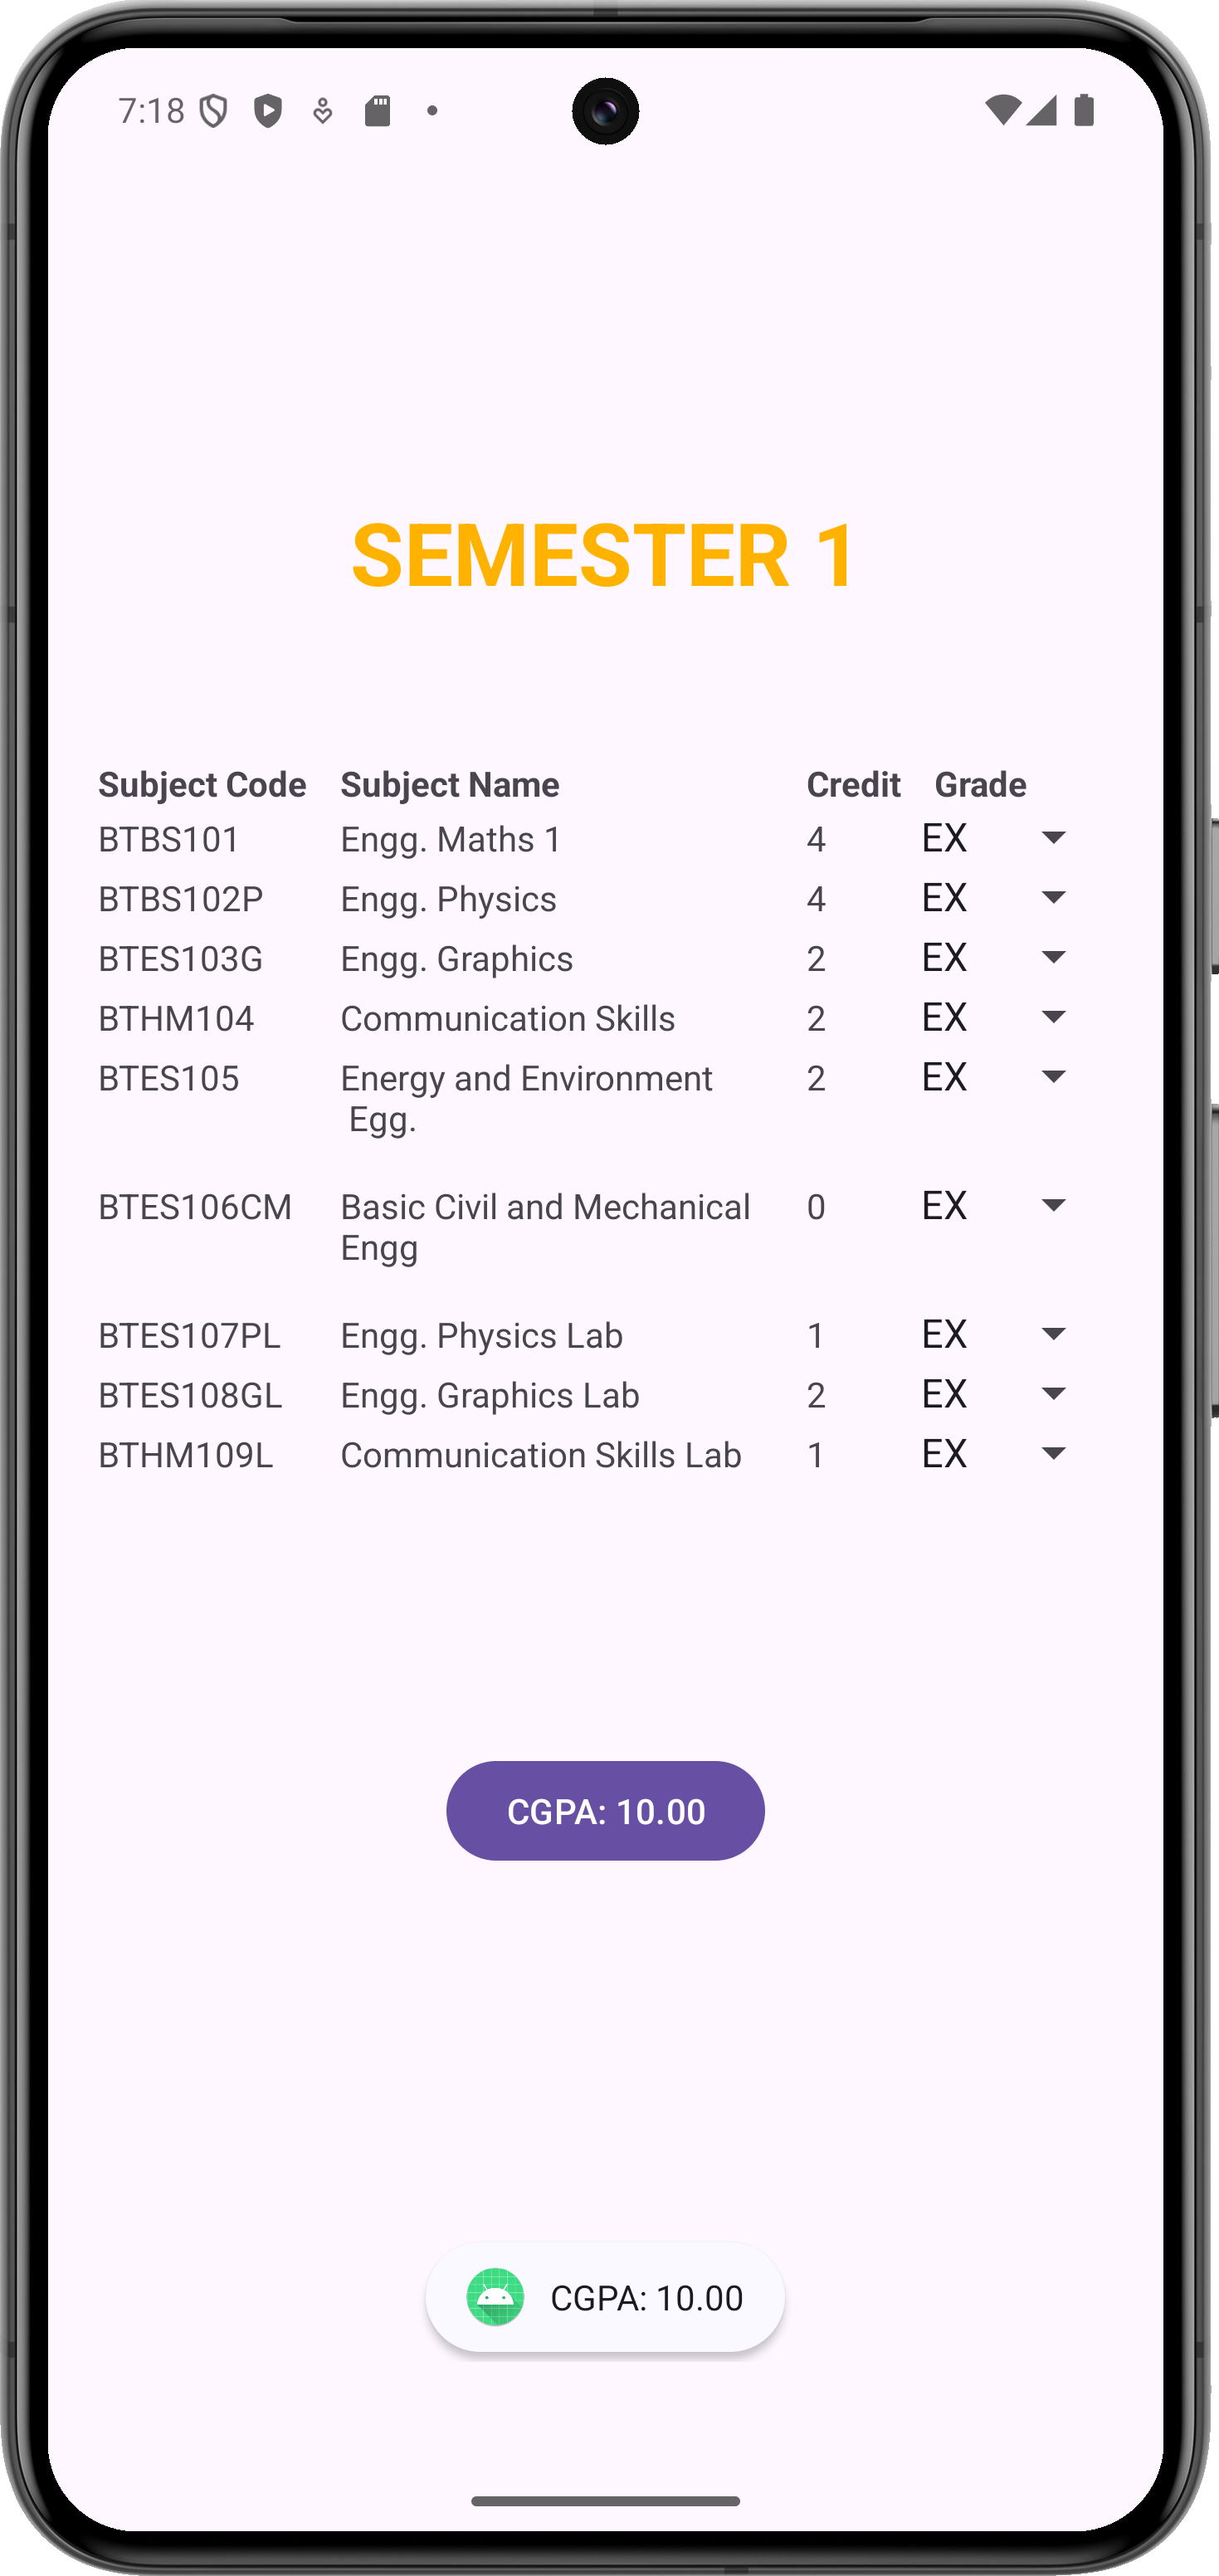 7:18
SEMESTER 1
Subject Code Subject Name Credit Grade
BTBS101 Engg. Maths 1 4 EX
BTBS102P Engg. Physics 4 EX
BTES103G Engg. Graphics 2 EX
BTHM104 Communication Skills 2 EX
BTES105 Energy and Environment 2 EX
Egg.
BTES106CM Basic Civil and Mechanical 0 EX
Engg
BTES107PL Engg. Physics Lab 1 EX
BTES108GL Engg. Graphics Lab 2 EX
BTHM109L Communication Skills Lab 1 EX
CGPA: 10.00
CGPA: 10.00